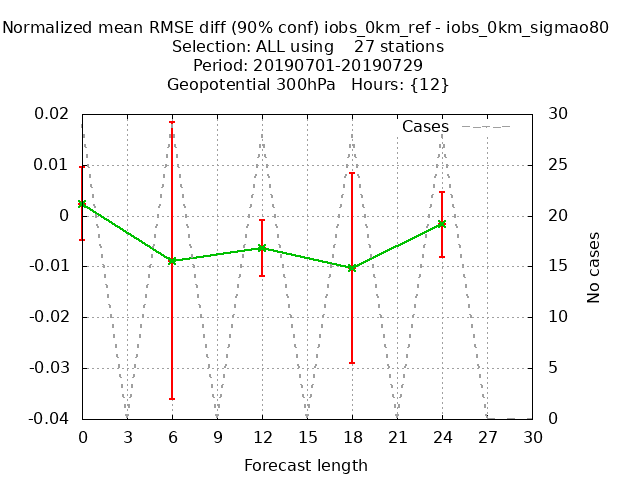 Normalized mean RMSE diff (90% conf) iobs_0km_ref - iobs_0km_sigmao80
Selection: ALL using    27 stations
Period: 20190701-20190729
Geopotential 300hPa   Hours: {12}
Cases
0.02
0.01
0
-0.01
-0.02
-0.03
-0.04
30
25
20
15
10
5
0
No cases
0 3 6 9 12 15 18 21 24 27 30
Forecast length